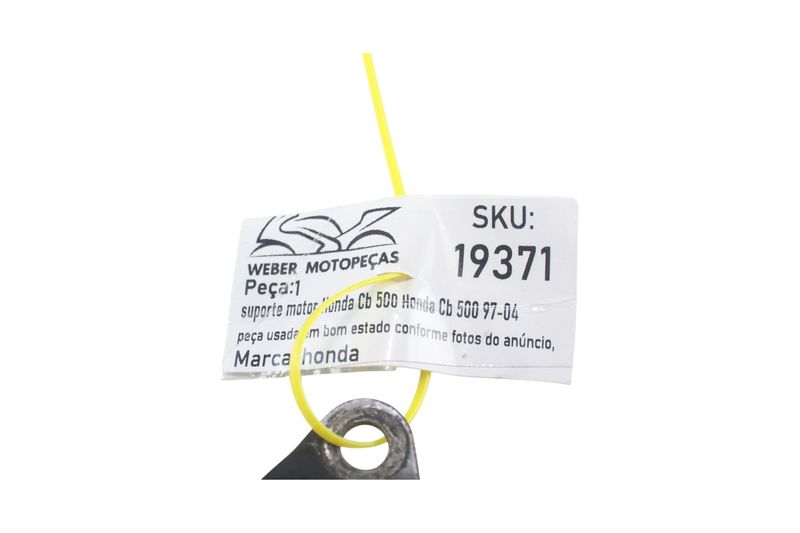 SKU:
19371
WEBER MOTOPEÇAS
Peça:1
suporte motor Honda Cb 500 Honda Cb 500 97-04
peça usada em bom estado conforme fotos do anúncio,
Marca:honda